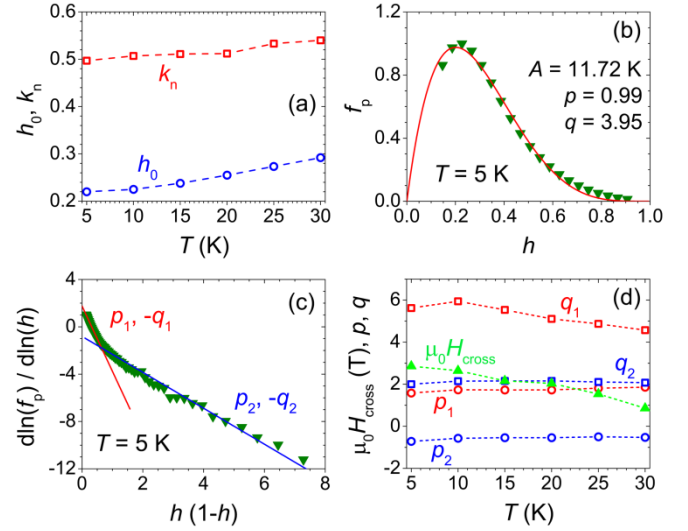 0.6
0.5
0.4
0.3
0.2
h₀, kₙ
kₙ
(a)
h₀
5 10 15 20 25 30
T (K)
1.2
0.8
0.4
0.0
fₚ
(b)
A = 11.72 K
p = 0.99
q = 3.95
T = 5 K
0.0 0.2 0.4 0.6 0.8 1.0
h
4
0
-4
-8
-12
dln(fₚ) / dln(h)
(c)
p₁, -q₁
p₂, -q₂
T = 5 K
0 2 4 6 8
h (1-h)
6
4
2
0
-2
μ₀H_cross (T), p, q
(d)
q₁
μ₀H_cross
q₂
p₁
p₂
5 10 15 20 25 30
T (K)